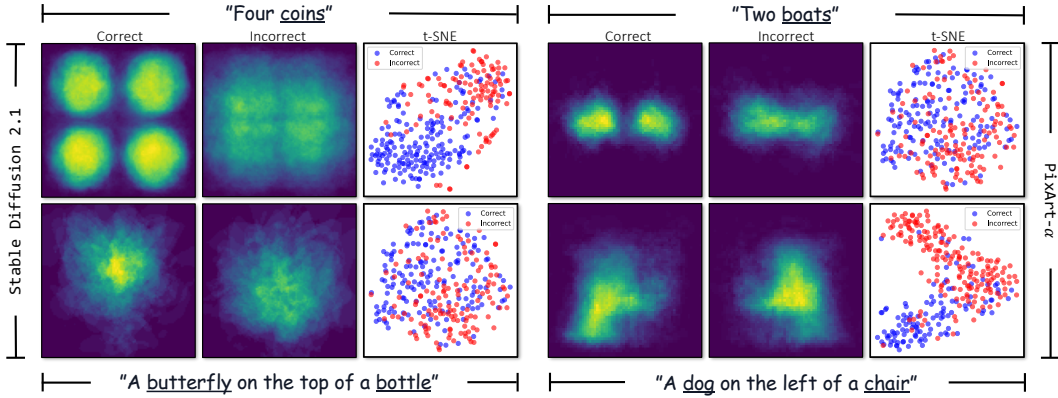 "Four coins"
"Two boats"
Correct
Incorrect
t-SNE
Correct
Incorrect
t-SNE
Correct
Incorrect
Correct
Incorrect
Stable Diffusion 2.1
PixArt-α
Correct
Incorrect
Correct
Incorrect
"A butterfly on the top of a bottle"
"A dog on the left of a chair"